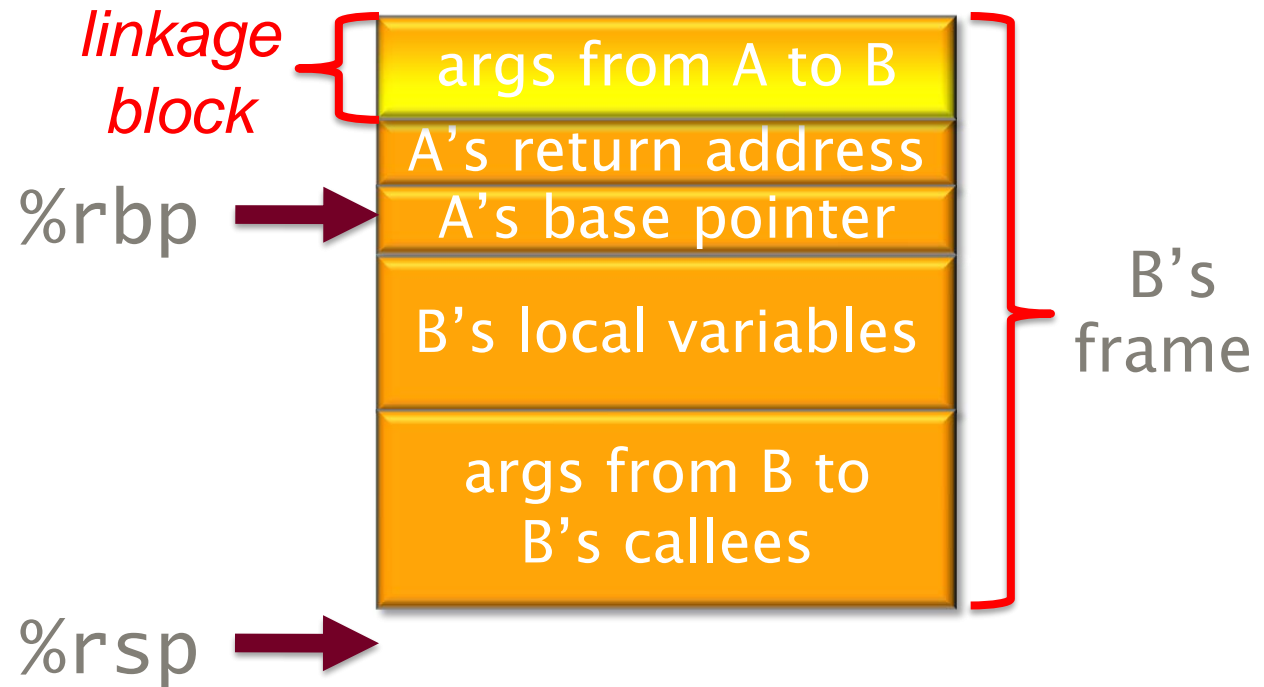 linkage
block
args from A to B
A’s return address
%rbp
A’s base pointer
B’s local variables
B’s
frame
args from B to
B’s callees
%rsp